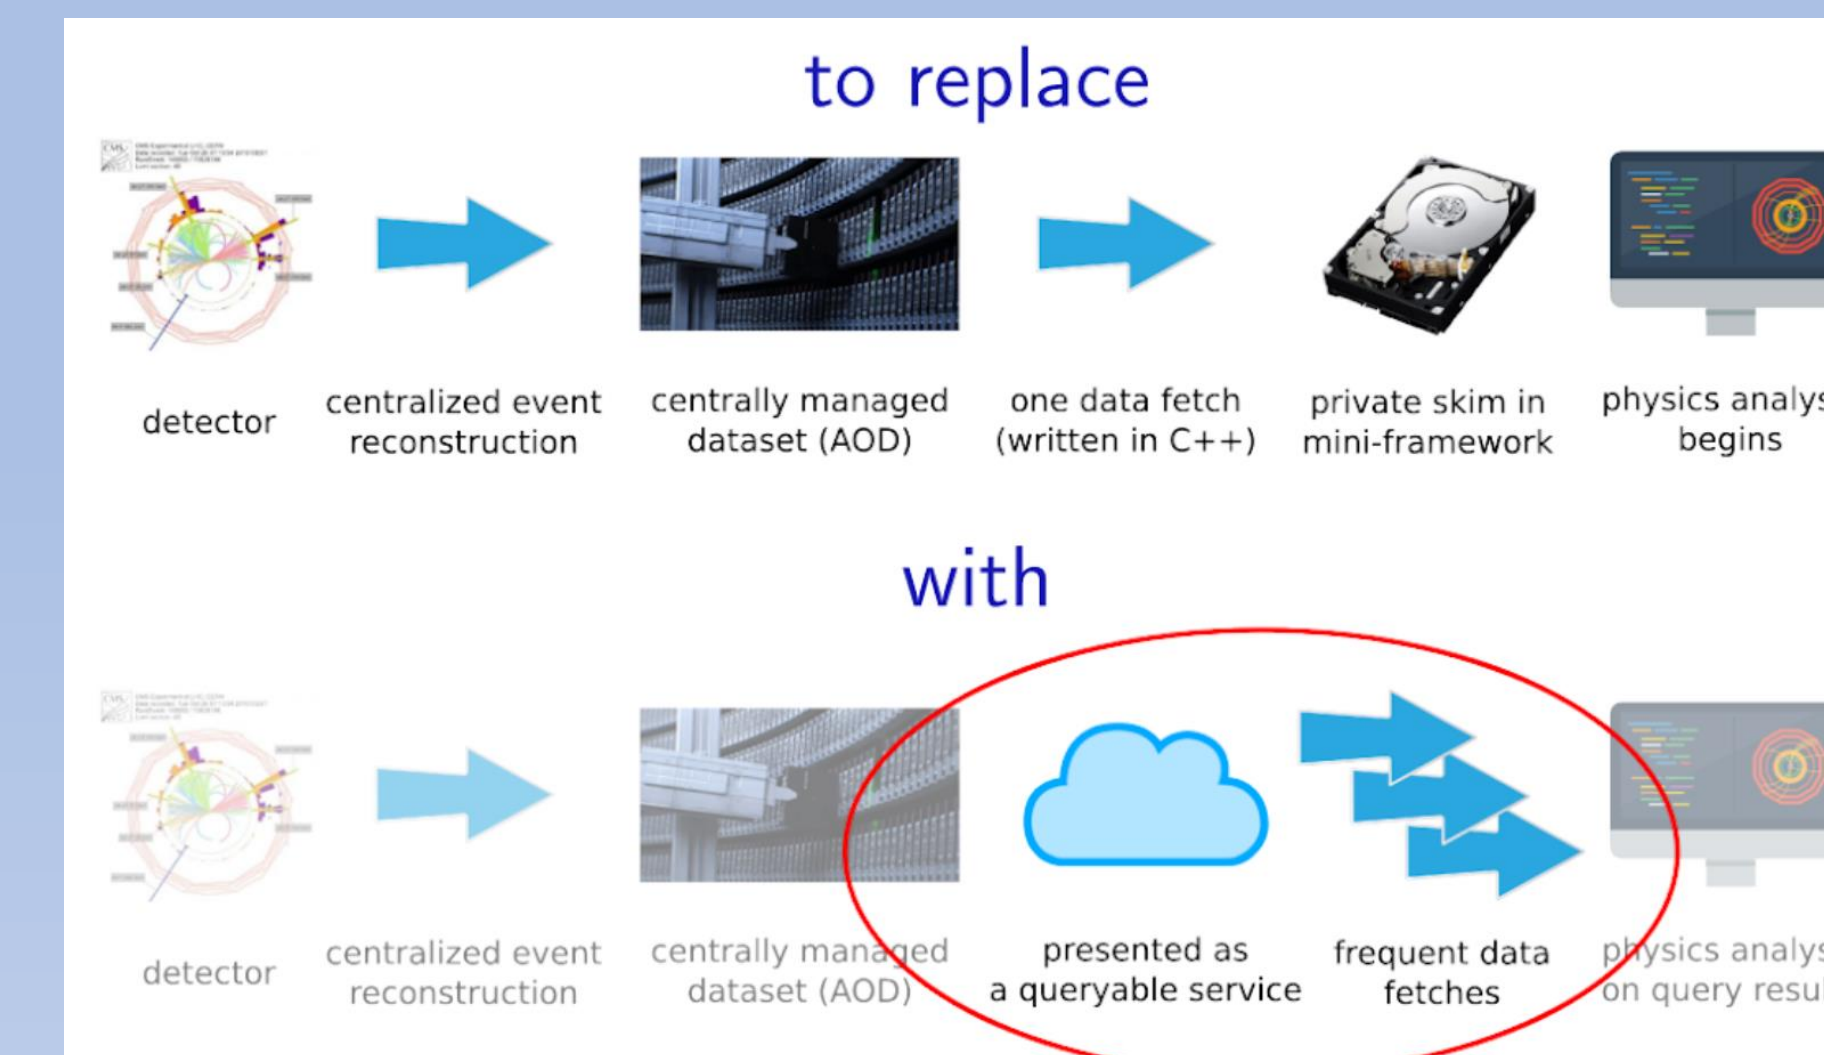 to replace
CMS
detector
centralized event
reconstruction
centrally managed
dataset (AOD)
one data fetch
(written in C++)
private skim in
mini-framework
physics analys
begins
with
CMS
detector
centralized event
reconstruction
centrally managed
dataset (AOD)
presented as
a queryable service
frequent data
fetches
physics analys
on query resul